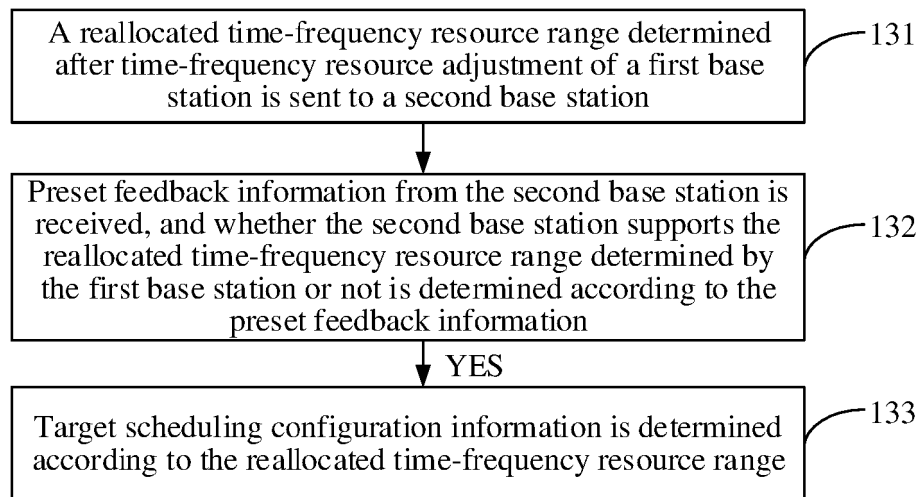 A reallocated time-frequency resource range determined
after time-frequency resource adjustment of a first base
station is sent to a second base station
131
Preset feedback information from the second base station is
received, and whether the second base station supports the
reallocated time-frequency resource range determined by
the first base station or not is determined according to the
preset feedback information
132
YES
Target scheduling configuration information is determined
according to the reallocated time-frequency resource range
133